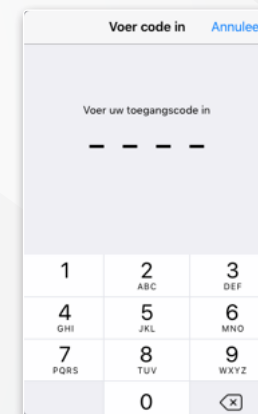 Voer code in Annulee
Voer uw toegangscode in
1 2 3
ABC DEF
4 5 6
GHI JKL MNO
7 8 9
PQRS TUV WXYZ
0